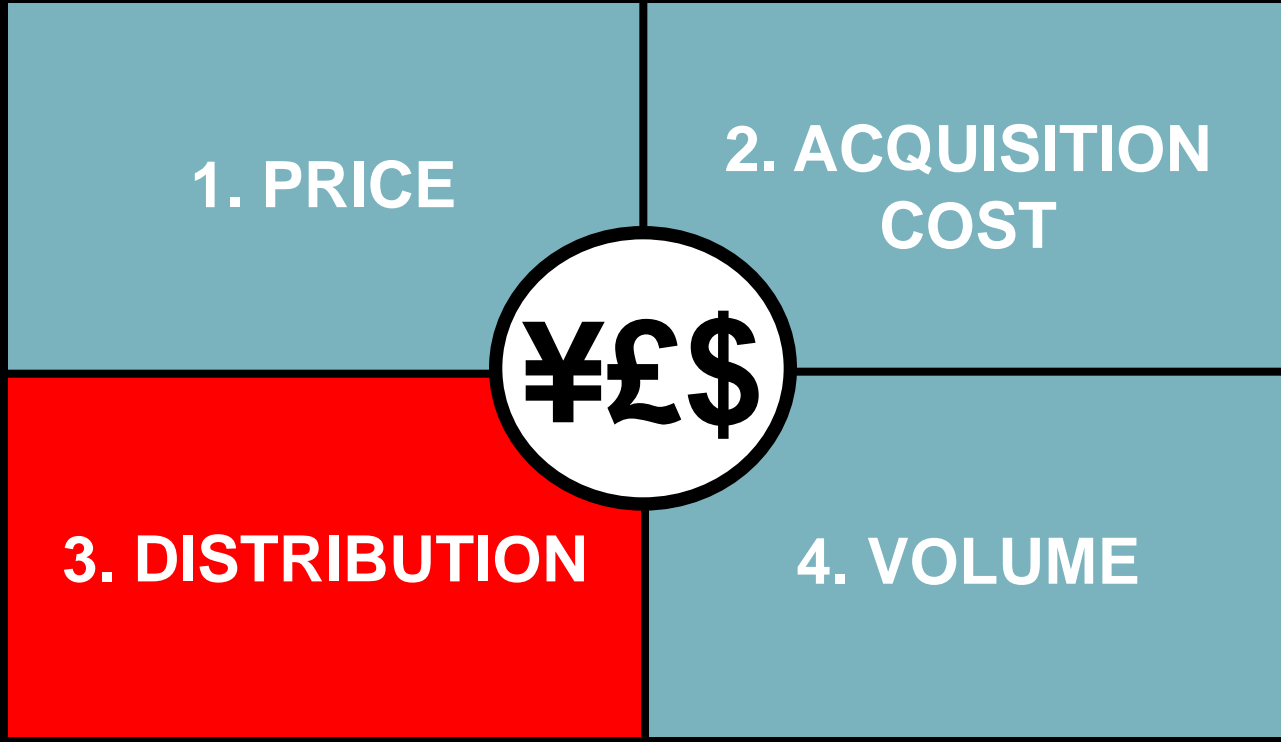 1. PRICE
2. ACQUISITION
COST
¥£$
3. DISTRIBUTION
4. VOLUME